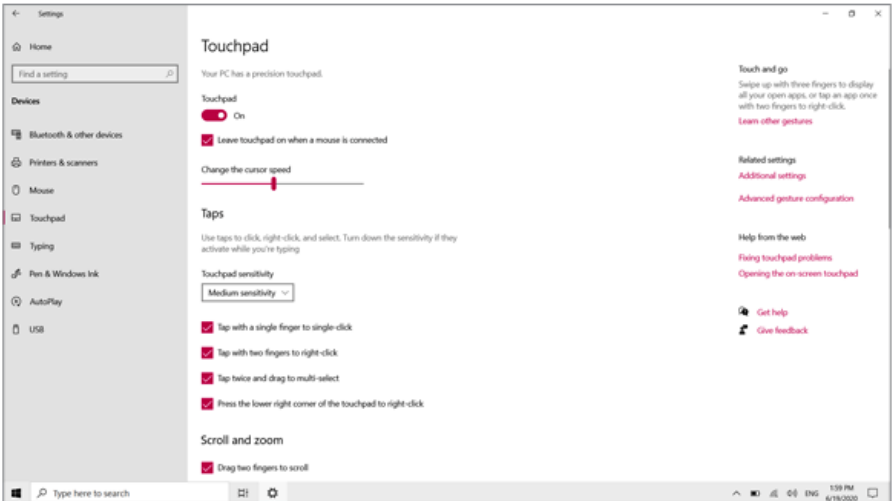 Settings
Home
Find a setting
Devices
Bluetooth & other devices
Printers & scanners
Mouse
Touchpad
Typing
Pen & Windows Ink
AutoPlay
USB
Touchpad
Your PC has a precision touchpad.
Touchpad
On
Leave touchpad on when a mouse is connected
Change the cursor speed
Taps
Use taps to click, right-click, and select. Turn down the sensitivity if they
activate while you're typing
Touchpad sensitivity
Medium sensitivity
Tap with a single finger to single-click
Tap with two fingers to right-click
Tap twice and drag to multi-select
Press the lower right corner of the touchpad to right-click
Scroll and zoom
Drag two fingers to scroll
Touch and go
Swipe up with three fingers to display
all your open apps, or tap an app once
with two fingers to right-click.
Learn other gestures
Related settings
Additional settings
Advanced gesture configuration
Help from the web
Fixing touchpad problems
Opening the on-screen touchpad
Get help
Give feedback
Type here to search
ENG
1:59 PM
6/19/2020